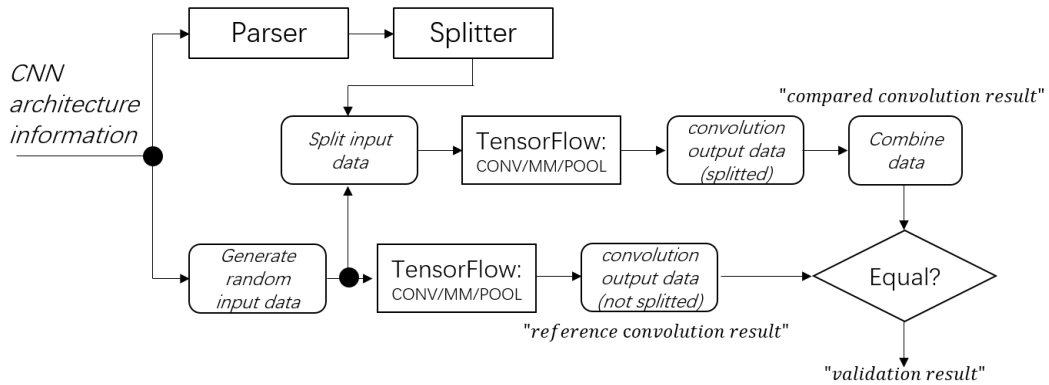 Parser
Splitter
CNN
architecture
information
"compared convolution result"
Split input
data
TensorFlow:
CONV/MM/POOL
convolution
output data
(splitted)
Combine
data
Generate
random
input data
TensorFlow:
CONV/MM/POOL
convolution
output data
(not splitted)
Equal?
"reference convolution result"
"validation result"